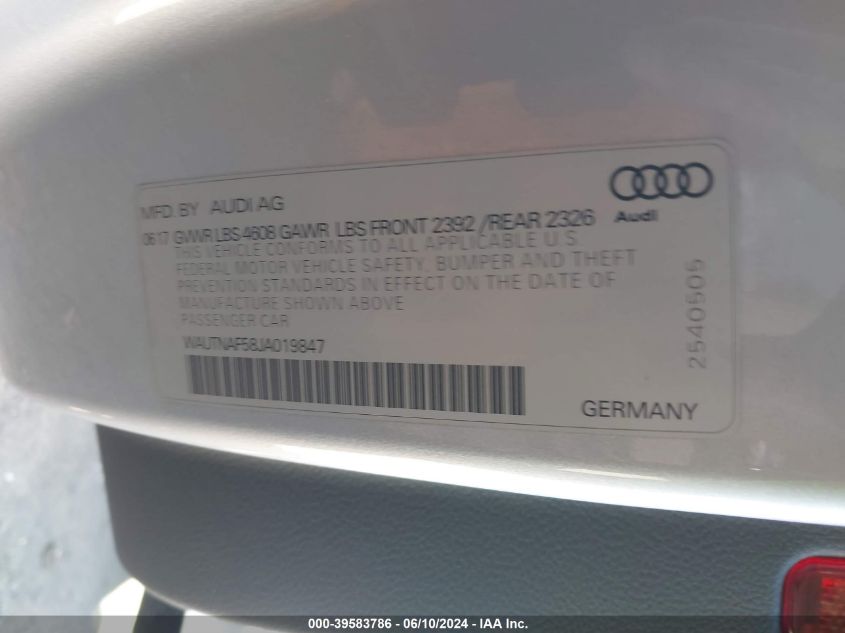 MFD. BY AUDI AG
Audi
0617 GVWR LBS 4608 GAWR LBS FRONT 2392 /REAR 2326
THIS VEHICLE CONFORMS TO ALL APPLICABLE U.S.
FEDERAL MOTOR VEHICLE SAFETY, BUMPER AND THEFT
PREVENTION STANDARDS IN EFFECT ON THE DATE OF
MANUFACTURE SHOWN ABOVE
PASSENGER CAR
WAUTNAF58JA019847
2540505
GERMANY
000-39583786 - 06/10/2024 - IAA Inc.